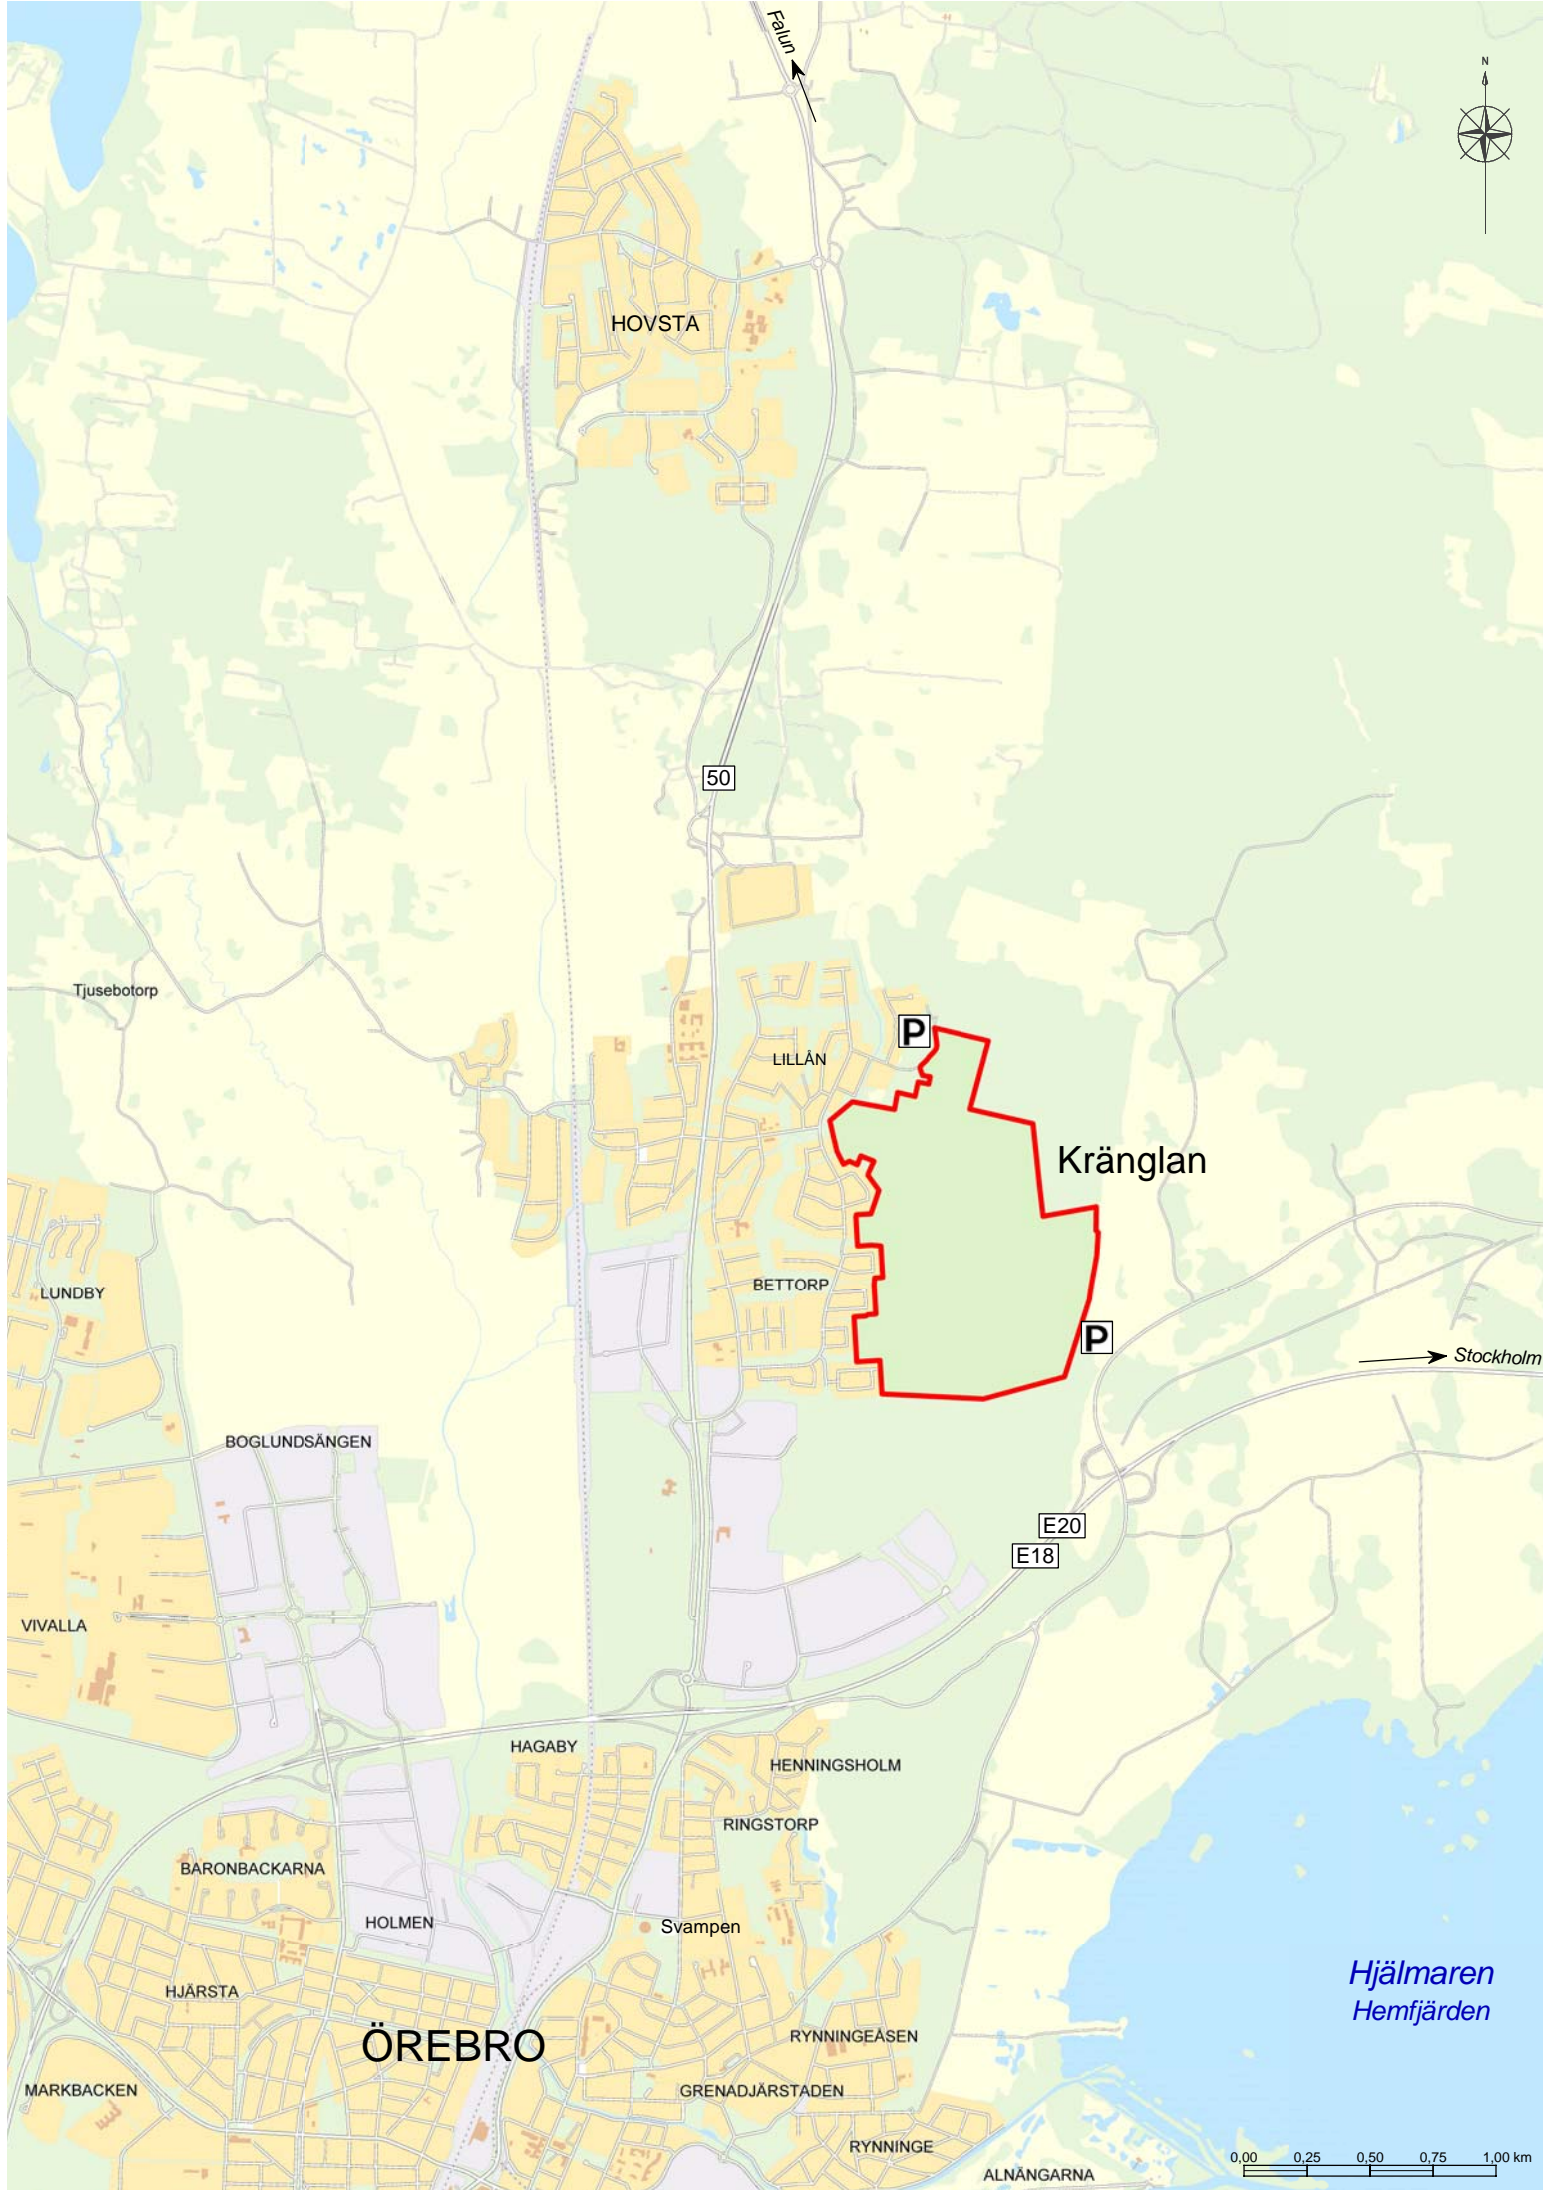 Falun
N
HOVSTA
50
Tjusebotorp
P
LILLÅN
Kränglan
LUNDBY
BETTORP
P
Stockholm
BOGLUNDSÄNGEN
E20
E18
VIVALLA
HAGABY
HENNINGSHOLM
RINGSTORP
BARONBACKARNA
HOLMEN
Svampen
HJÄRSTA
Hjälmaren
Hemfjärden
ÖREBRO
RYNNINGEÅSEN
MARKBACKEN
GRENADJÄRSTADEN
RYNNINGE
ALNÄNGARNA
0,00 0,25 0,50 0,75 1,00 km